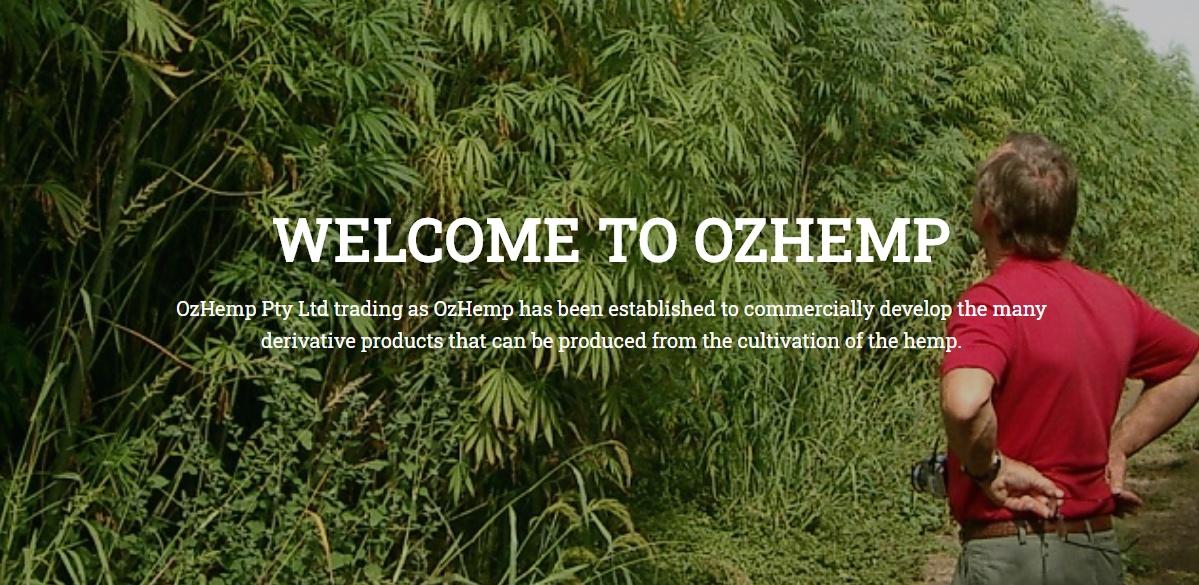 WELCOME TO OZHEMP
OzHemp Pty Ltd trading as OzHemp has been established to commercially develop the many
derivative products that can be produced from the cultivation of the hemp.